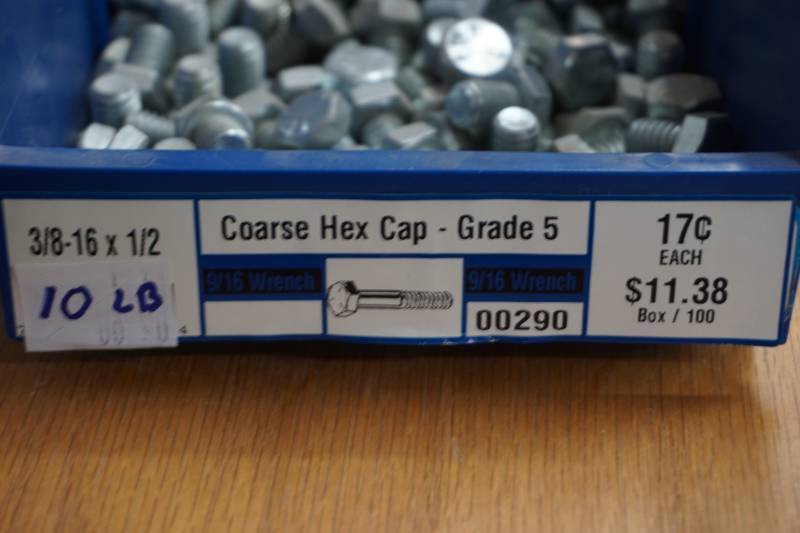 3/8-16 x 1/2
10 LB
Coarse Hex Cap - Grade 5
9/16 Wrench
9/16 Wrench
00290
17¢
EACH
$11.38
Box / 100